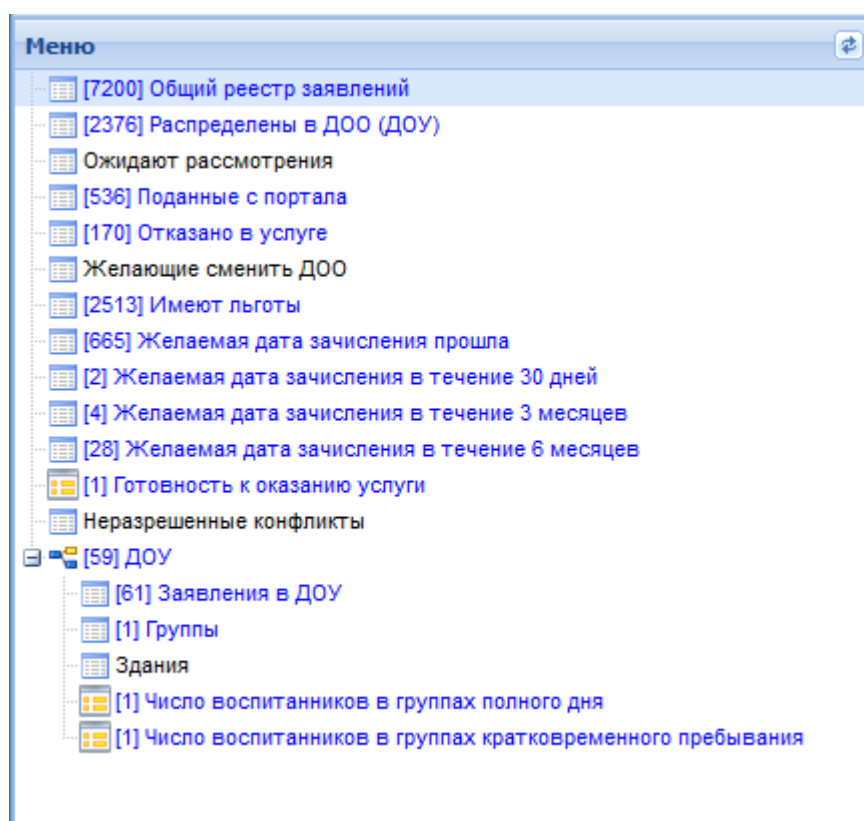 Меню
[7200] Общий реестр заявлений
[2376] Распределены в ДОО (ДОУ)
Ожидают рассмотрения
[536] Поданные с портала
[170] Отказано в услуге
Желающие сменить ДОО
[2513] Имеют льготы
[665] Желаемая дата зачисления прошла
[2] Желаемая дата зачисления в течение 30 дней
[4] Желаемая дата зачисления в течение 3 месяцев
[28] Желаемая дата зачисления в течение 6 месяцев
[1] Готовность к оказанию услуги
Неразрешенные конфликты
[59] ДОУ
[61] Заявления в ДОУ
[1] Группы
Здания
[1] Число воспитанников в группах полного дня
[1] Число воспитанников в группах кратковременного пребывания